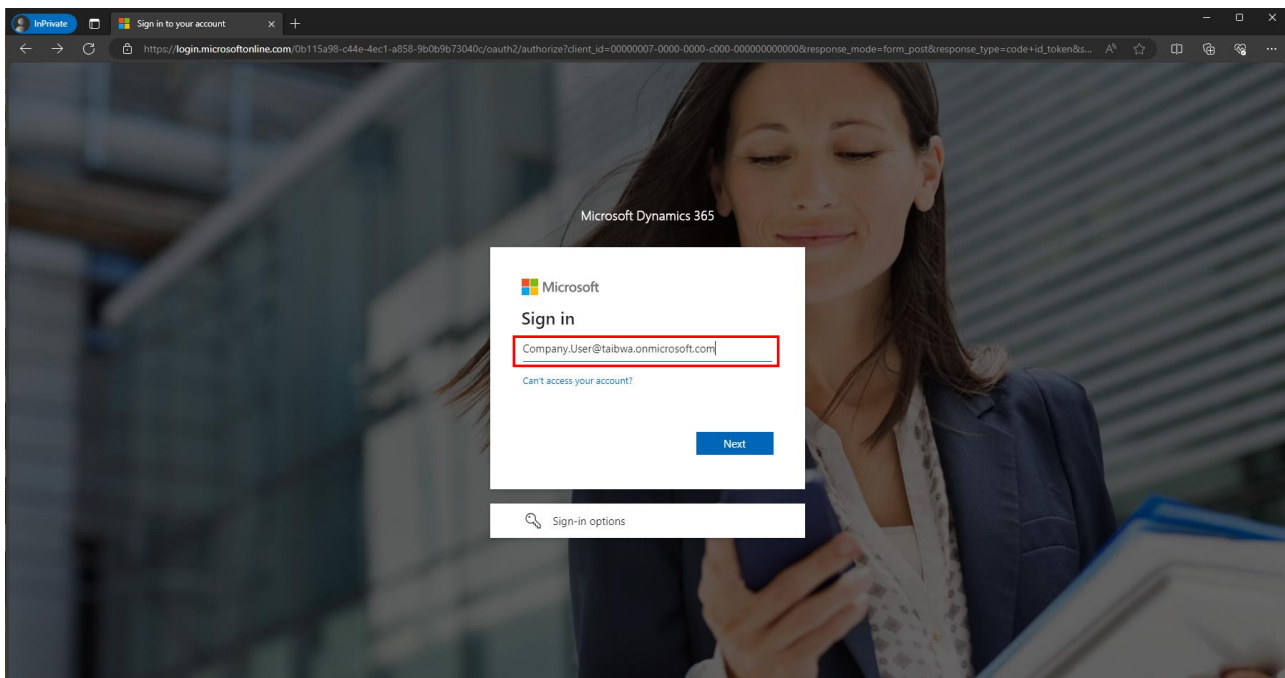 InPrivate
Sign in to your account
https://login.microsoftonline.com/0b115a98-c44e-4ec1-a858-9b0b9b73040c/oauth2/authorize?client_id=00000007-0000-0000-c000-000000000000&response_mode=form_post&response_type=code+id_token&s...
Microsoft Dynamics 365
Microsoft
Sign in
Company.User@taibwa.onmicrosoft.com
Can't access your account?
Next
Sign-in options